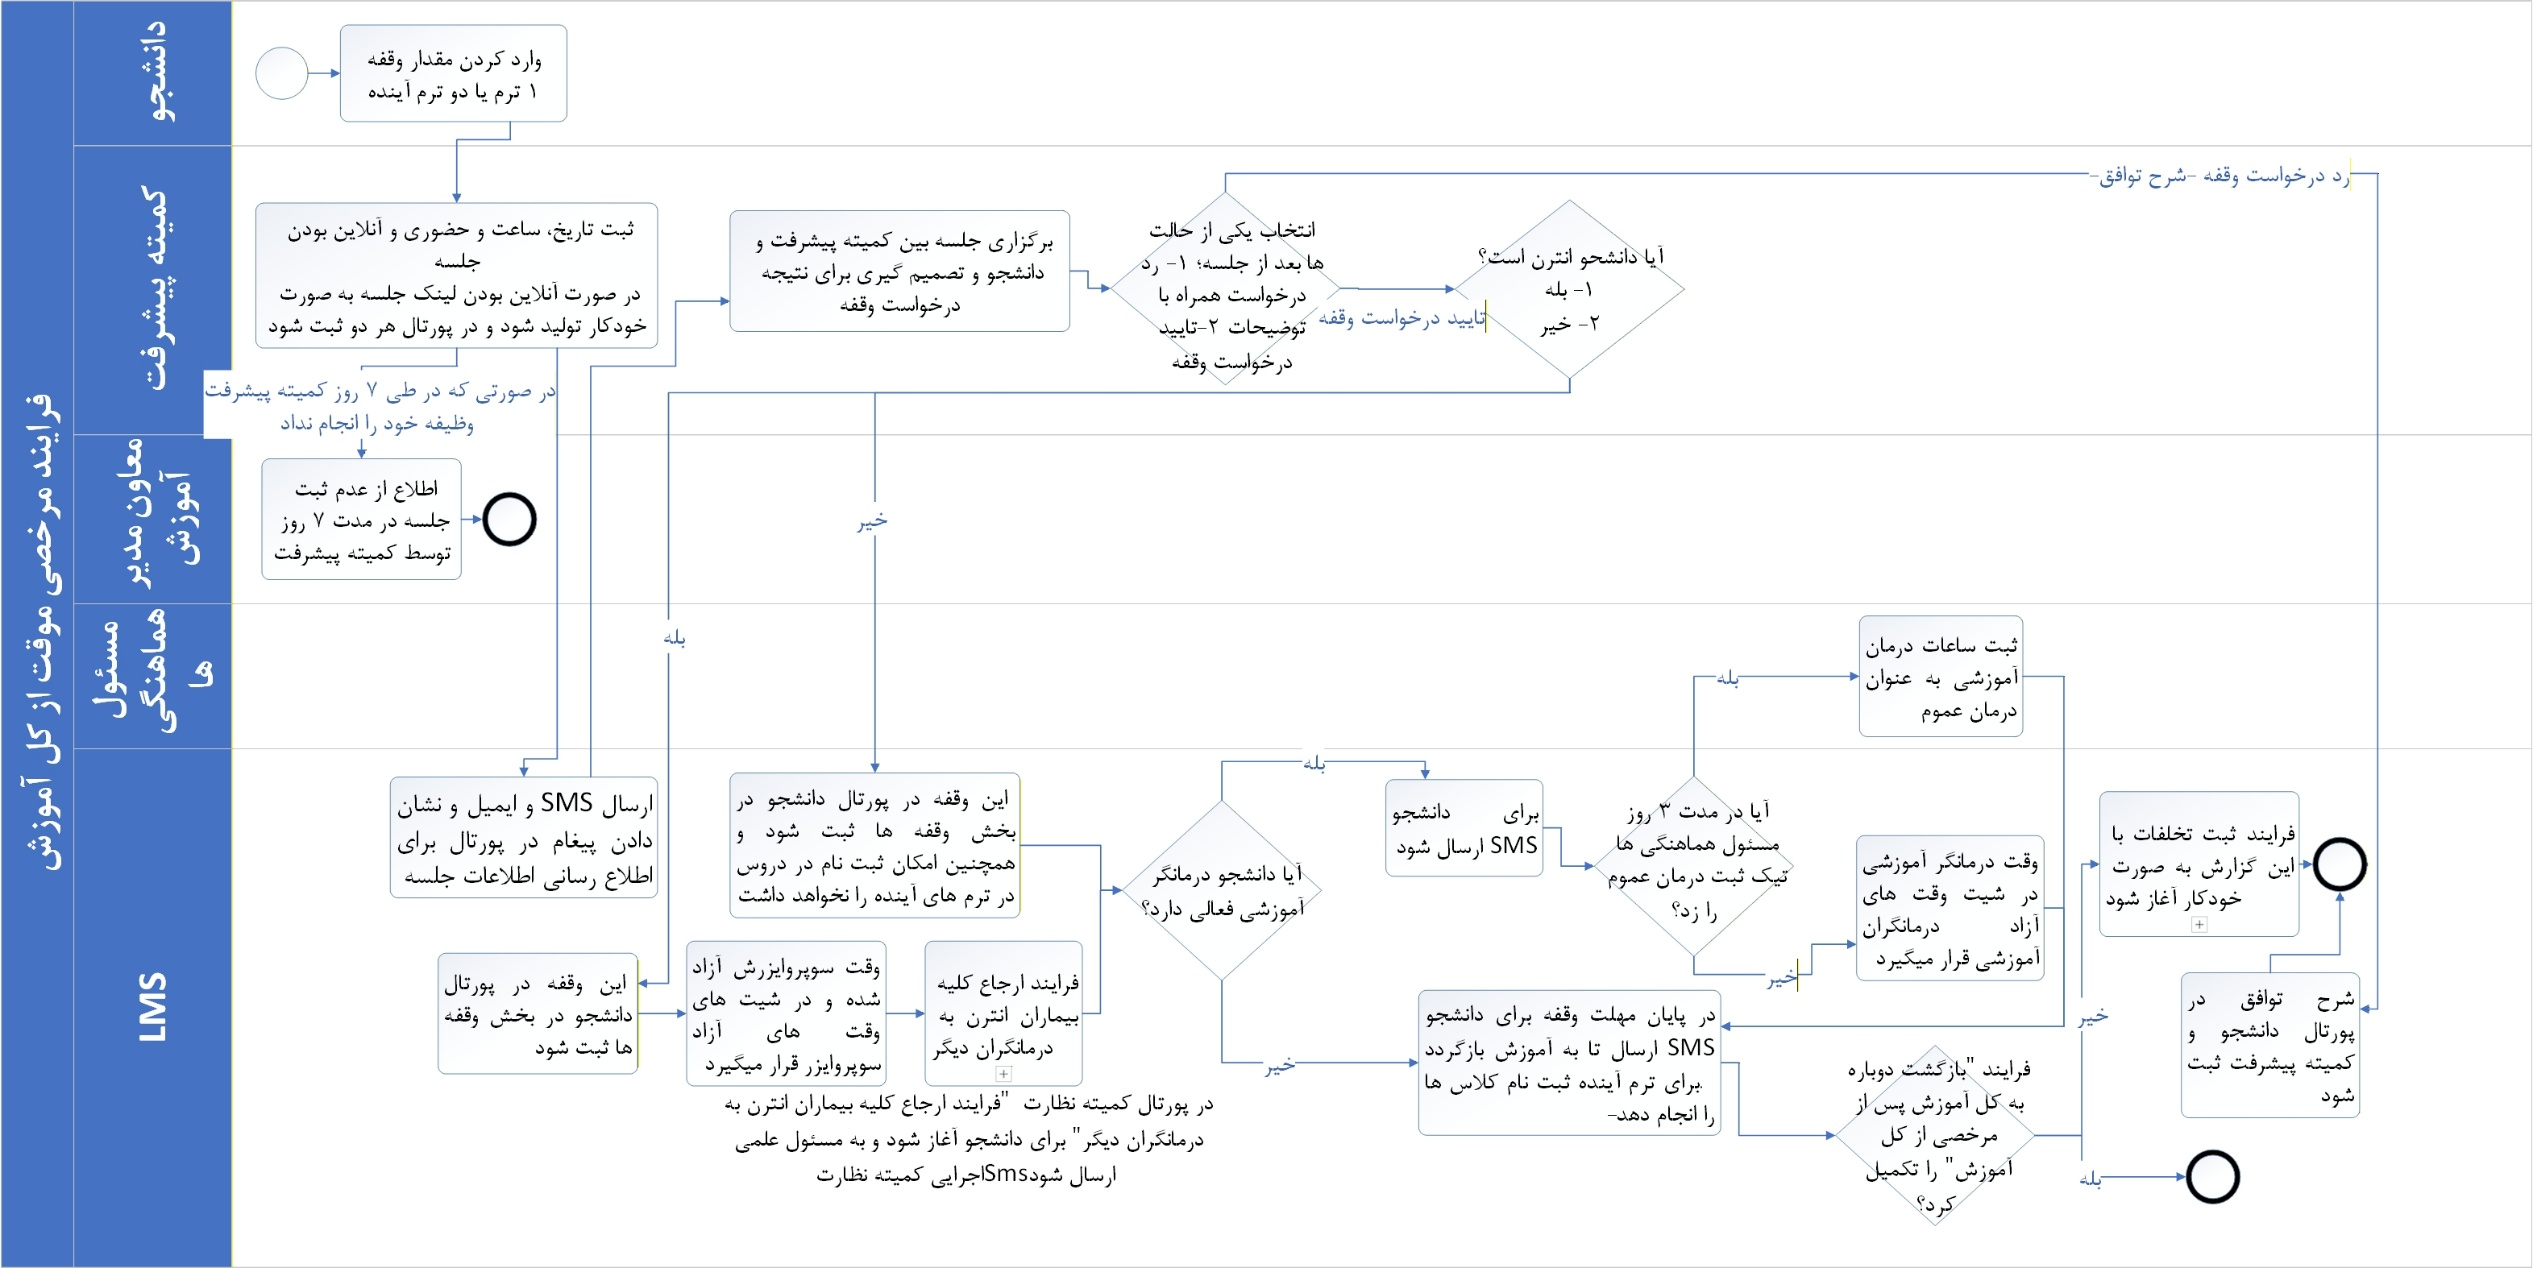 فرایند مرخصی موقت از کل آموزش
دانشجو
وارد کردن مقدار وقفه
۱ ترم یا دو ترم آینده
کمیته پیشرفت
ثبت تاریخ، ساعت و حضوری و آنلاین بودن
جلسه
در صورت آنلاین بودن لینک جلسه به صورت
خودکار تولید شود و در پورتال هر دو ثبت شود
در صورتی که در طی ۷ روز کمیته پیشرفت
وظیفه خود را انجام نداد
برگزاری جلسه بین کمیته پیشرفت و
دانشجو و تصمیم گیری برای نتیجه
درخواست وقفه
انتخاب یکی از حالت
ها بعد از جلسه؛ ۱- رد
درخواست همراه با
توضیحات ۲-تایید
درخواست وقفه
تایید درخواست وقفه
آیا دانشحو انترن است؟
۱- بله
۲- خیر
رد درخواست وقفه -شرح توافق-
معاون مدیر
آموزش
اطلاع از عدم ثبت
جلسه در مدت ۷ روز
توسط کمیته پیشرفت
خیر
مسئول
هماهنگی
ها
بله
بله
ثبت ساعات درمان
آموزشی به عنوان
درمان عموم
LMS
ارسال SMS و ایمیل و نشان
دادن پیغام در پورتال برای
اطلاع رسانی اطلاعات جلسه
این وقفه در پورتال دانشجو در
بخش وقفه ها ثبت شود و
همچنین امکان ثبت نام در دروس
در ترم های آینده را نخواهد داشت
این وقفه در پورتال
دانشجو در بخش وقفه
ها ثبت شود
وقت سوپروایزرش آزاد
شده و در شیت های
وقت های آزاد
سوپروایزر قرار میگیرد
فرایند ارجاع کلیه
بیماران انترن به
درمانگران دیگر
در پورتال کمیته نظارت "فرایند ارجاع کلیه بیماران انترن به
درمانگران دیگر" برای دانشجو آغاز شود و به مسئول علمی
ارسال شودSmsاجرایی کمیته نظارت
آیا دانشجو درمانگر
آموزشی فعالی دارد؟
بله
خیر
برای دانشجو
SMS ارسال شود
آیا در مدت ۳ روز
مسئول هماهنگی ها
تیک ثبت درمان عموم
را زد؟
خیر
وقت درمانگر آموزشی
در شیت وقت های
آزاد درمانگران
آموزشی قرار میگیرد
در پایان مهلت وقفه برای دانشجو
SMS ارسال تا به آموزش بازگردد
.برای ترم آینده ثبت نام کلاس ها
را انجام دهد-
فرایند "بازگشت دوباره
به کل آموزش پس از
مرخصی از کل
آموزش" را تکمیل
کرد؟
خیر
بله
فرایند ثبت تخلفات با
این گزارش به صورت
خودکار آغاز شود
شرح توافق در
پورتال دانشجو و
کمیته پیشرفت ثبت
شود